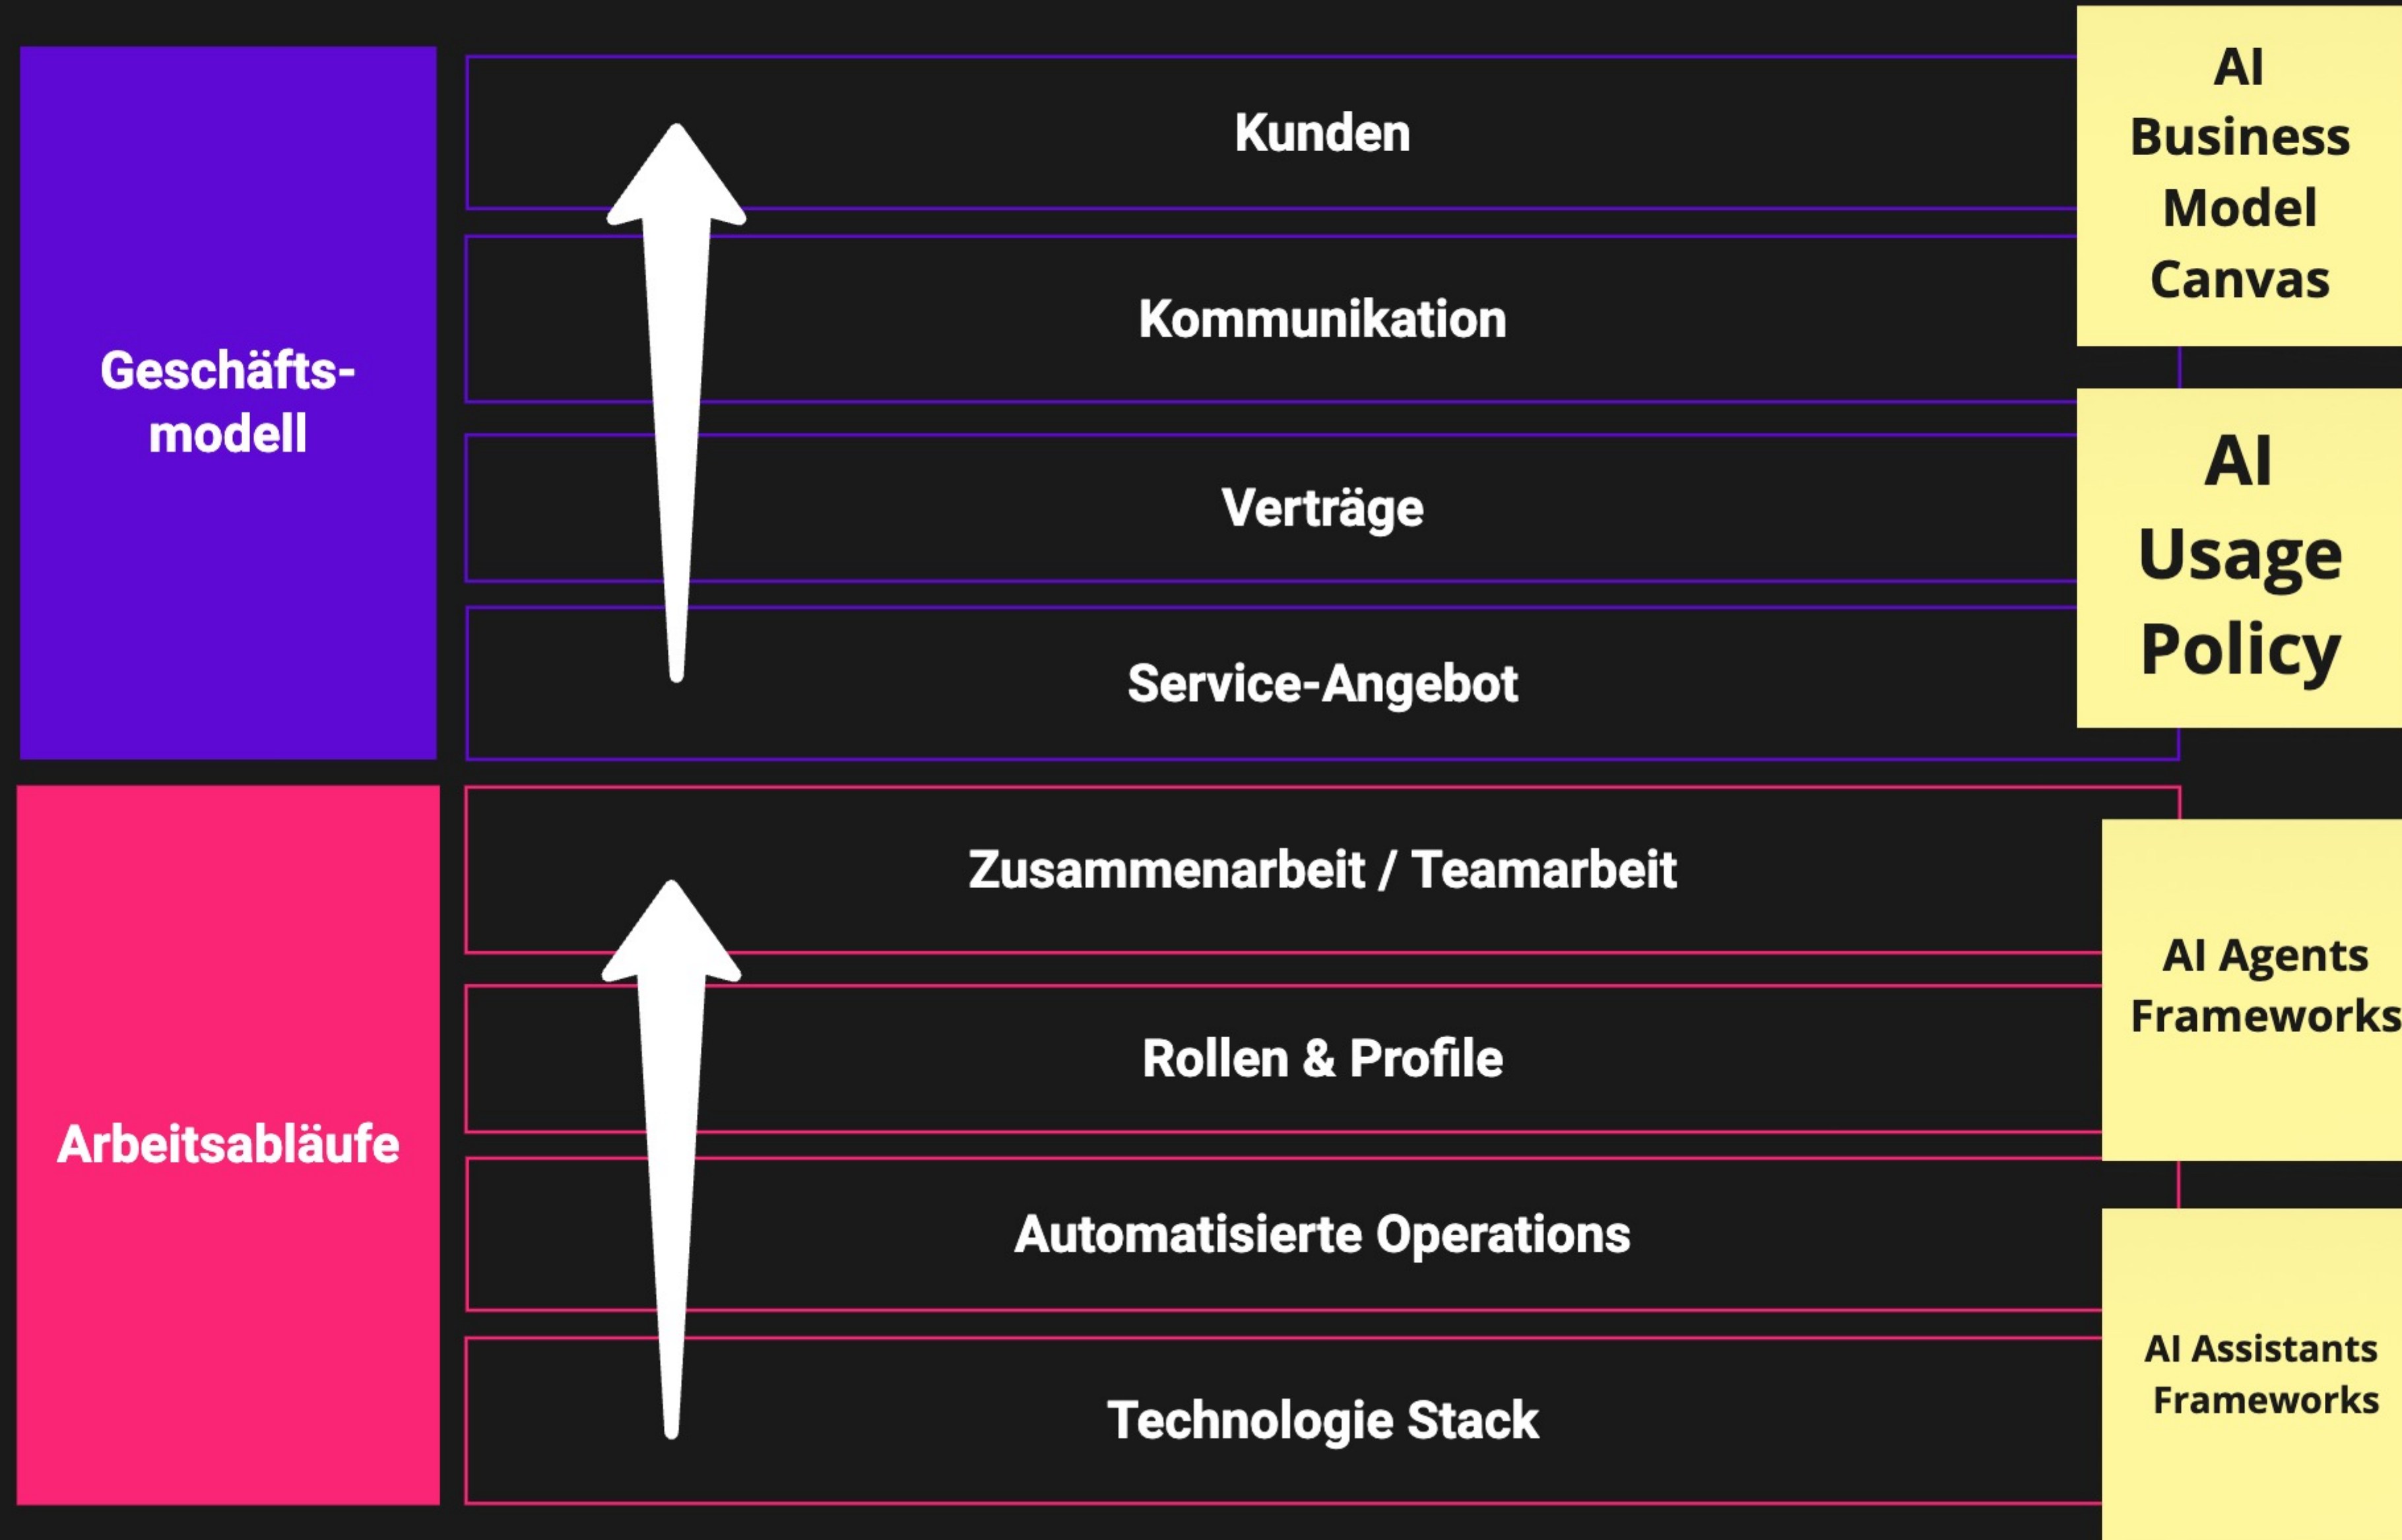 Geschäfts-
modell
Kunden
Kommunikation
Verträge
Service-Angebot
AI
Business
Model
Canvas
AI
Usage
Policy
Arbeitsabläufe
Zusammenarbeit / Teamarbeit
Rollen & Profile
Automatisierte Operations
Technologie Stack
AI Agents
Frameworks
AI Assistants
Frameworks